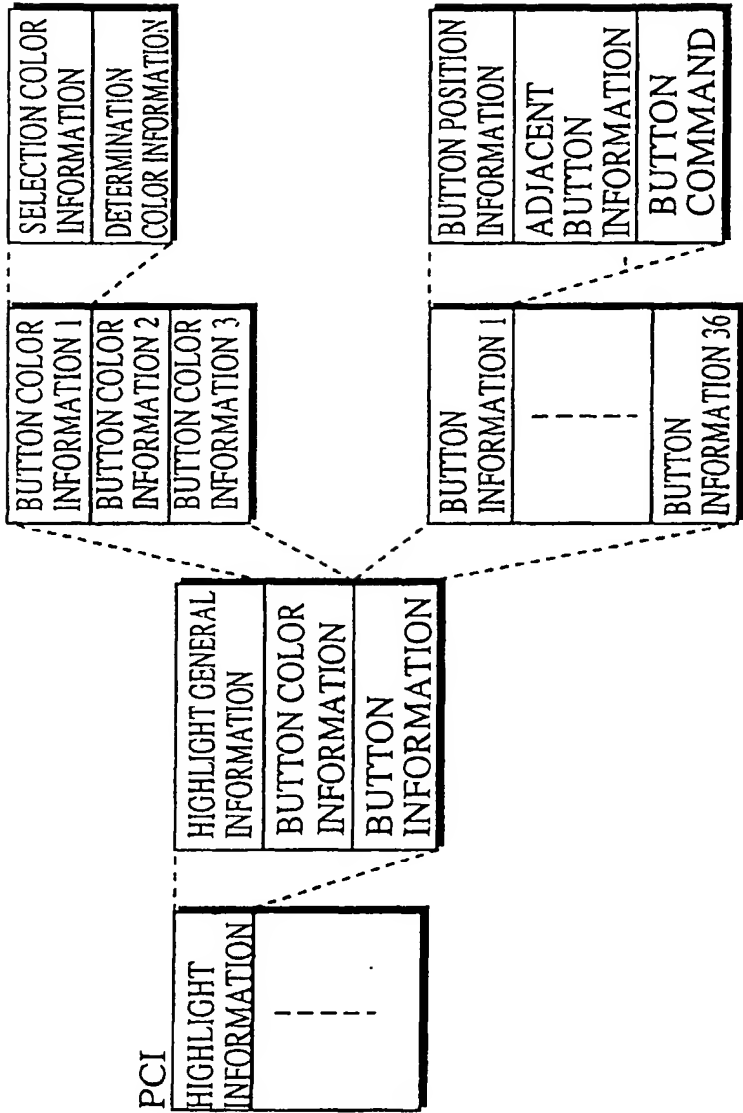 PCI
HIGHLIGHT
INFORMATION
HIGHLIGHT GENERAL
INFORMATION
BUTTON COLOR
INFORMATION
BUTTON
INFORMATION
BUTTON COLOR
INFORMATION 1
BUTTON COLOR
INFORMATION 2
BUTTON COLOR
INFORMATION 3
SELECTION COLOR
INFORMATION
DETERMINATION
COLOR INFORMATION
BUTTON
INFORMATION 1
BUTTON
INFORMATION 36
BUTTON POSITION
INFORMATION
ADJACENT
BUTTON
INFORMATION
BUTTON
COMMAND